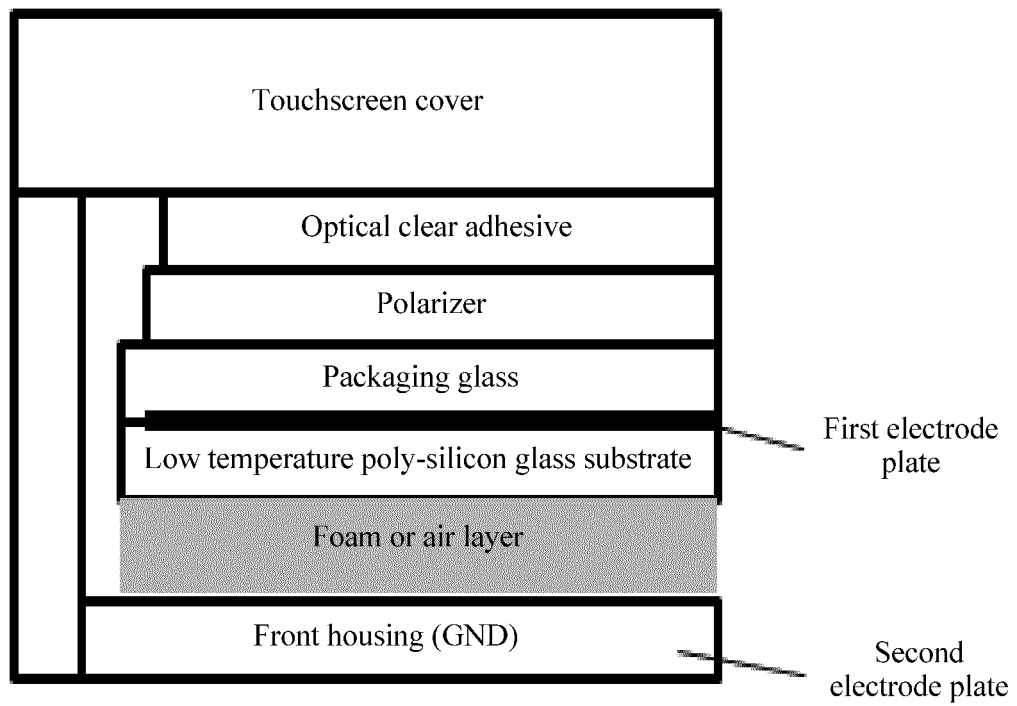 Touchscreen cover
Optical clear adhesive
Polarizer
Packaging glass
First electrode
plate
Low temperature poly-silicon glass substrate
Foam or air layer
Front housing (GND)
Second
electrode plate